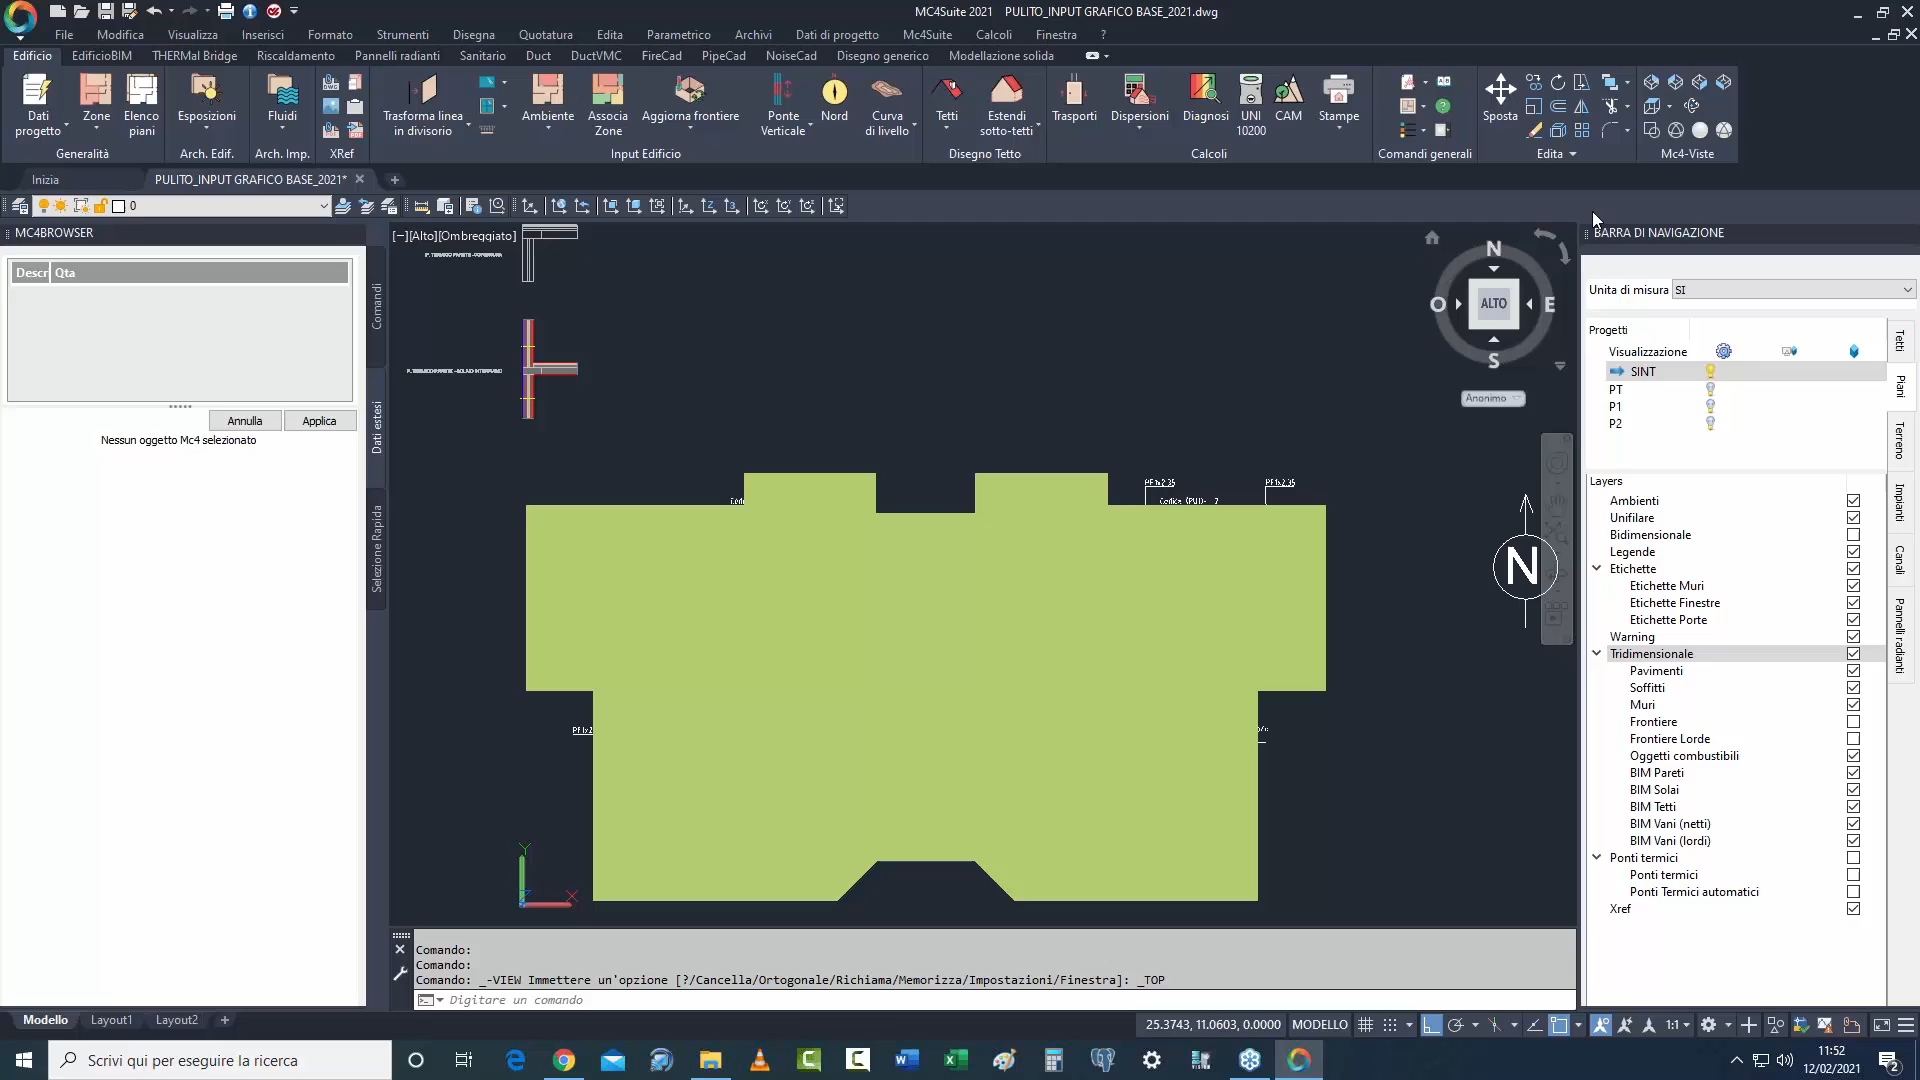 MC4Suite 2021 PULITO_INPUT GRAFICO BASE_2021.dwg
File Modifica Visualizza Inserisci Formato Strumenti Disegna Quotatura Edita Parametrico Archivi Dati di progetto Mc4Suite Calcoli Finestra ?
Edificio EdificioBIM THERMal Bridge Riscaldamento Pannelli radianti Sanitario Duct DuctVMC FireCad PipeCad NoiseCad Disegno generico Modellazione solida
Dati progetto Zone Elenco piani Esposizioni Fluidi Trasforma linea in divisorio Ambiente Associa Zone Aggiorna frontiere Ponte Verticale Nord Curva di livello Tetti Estendi sotto-tetti Trasporti Dispersioni Diagnosi UNI 10200 CAM Stampe Sposta
Generalità Arch. Edif. Arch. Imp. XRef Input Edificio Disegno Tetto Calcoli Comandi generali Edita Mc4-Viste
Inizia PULITO_INPUT GRAFICO BASE_2021*
0
MC4BROWSER
Descr Qta
Annulla Applica
Nessun oggetto Mc4 selezionato
Comandi
Dati estesi
Selezione Rapida
[−][Alto][Ombreggiato]
N
O ALTO E
S
Anonimo
PF1x2.35 PF1x2.35
N
Y
X
BARRA DI NAVIGAZIONE
Unita di misura SI
Progetti
Visualizzazione
SINT
PT
P1
P2
Layers
Ambienti
Unifilare
Bidimensionale
Legende
Etichette
Etichette Muri
Etichette Finestre
Etichette Porte
Warning
Tridimensionale
Pavimenti
Soffitti
Muri
Frontiere
Frontiere Lorde
Oggetti combustibili
BIM Pareti
BIM Solai
BIM Tetti
BIM Vani (netti)
BIM Vani (lordi)
Ponti termici
Ponti termici
Ponti Termici automatici
Xref
Tetti
Piani
Terreno
Impianti
Canali
Pannelli radianti
Comando:
Comando:
Comando: _-VIEW Immettere un'opzione [?/Cancella/Ortogonale/Richiama/Memorizza/Impostazioni/Finestra]: _TOP
Digitare un comando
Modello Layout1 Layout2
25.3743, 11.0603, 0.0000 MODELLO 1:1
Scrivi qui per eseguire la ricerca
11:52
12/02/2021
2